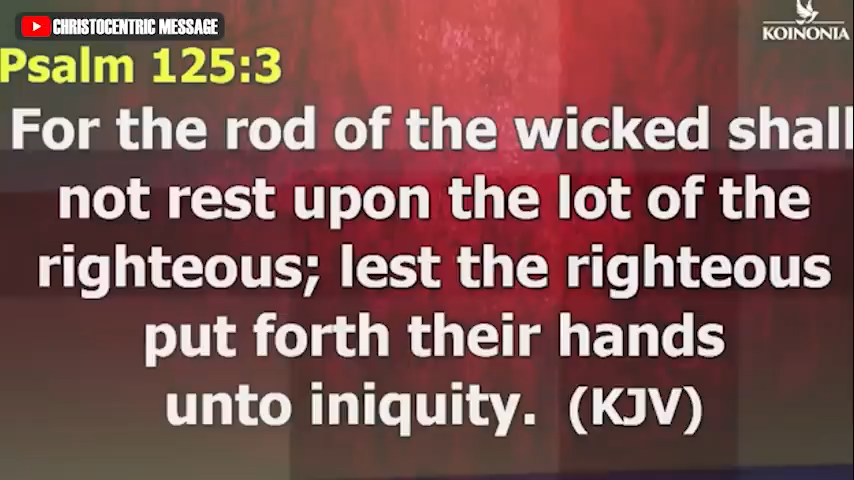 CHRISTOCENTRIC MESSAGE
KOINONIA
Psalm 125:3
For the rod of the wicked shall
not rest upon the lot of the
righteous; lest the righteous
put forth their hands
unto iniquity. (KJV)